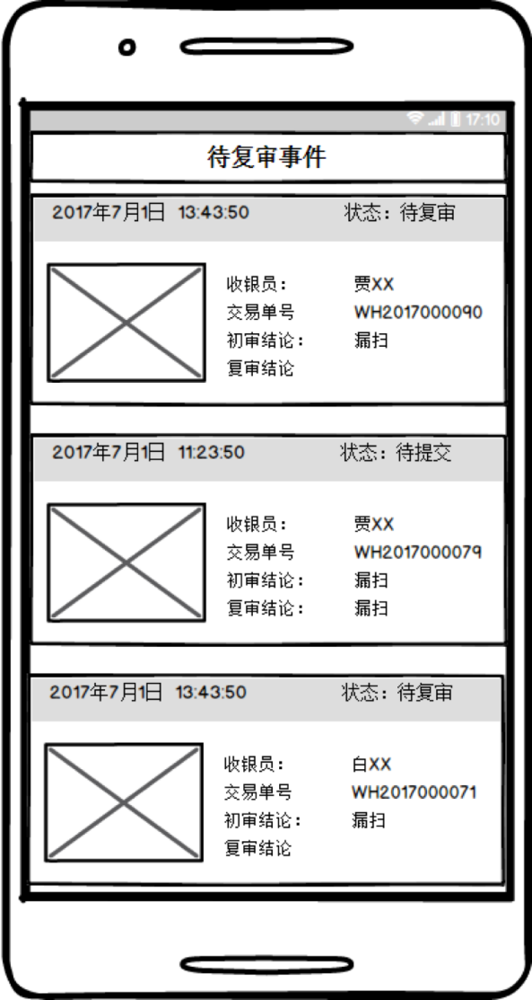 17:10
待复审事件
2017年7月1日 13:43:50 状态：待复审
收银员： 贾XX
交易单号 WH2017000090
初审结论： 漏扫
复审结论
2017年7月1日 11:23:50 状态：待提交
收银员： 贾XX
交易单号 WH2017000079
初审结论： 漏扫
复审结论： 漏扫
2017年7月1日 13:43:50 状态：待复审
收银员： 白XX
交易单号 WH2017000071
初审结论： 漏扫
复审结论